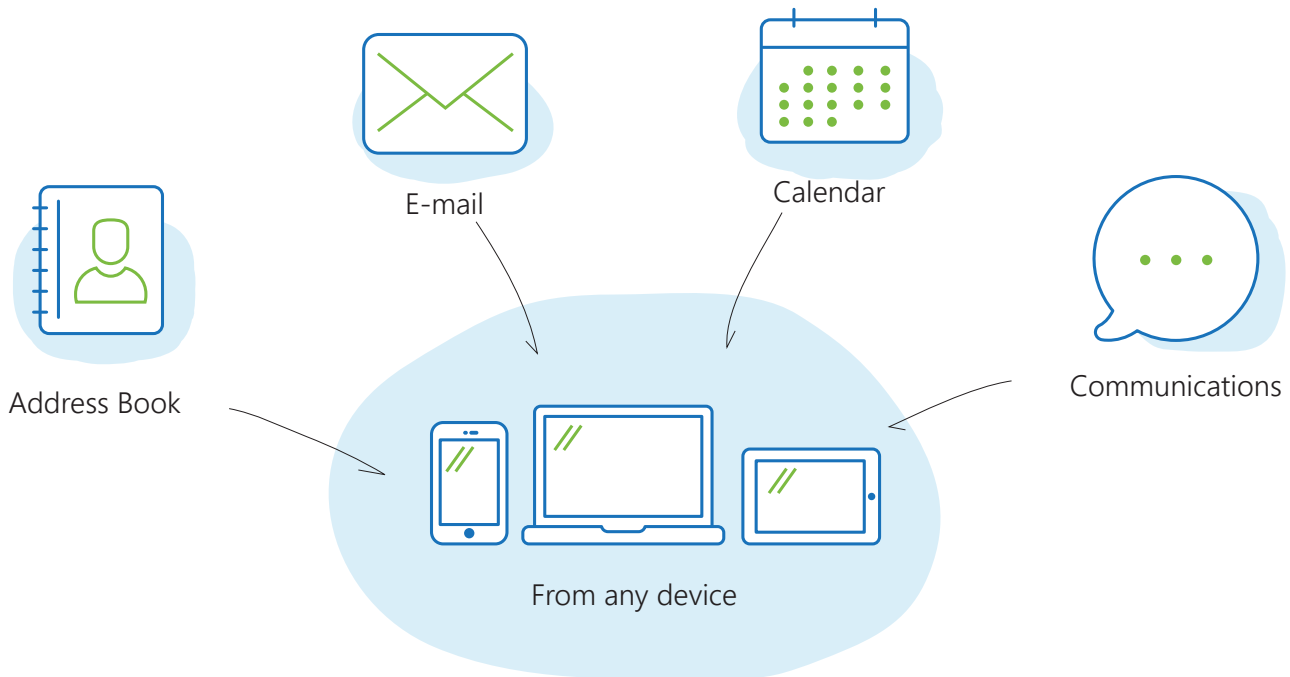 E-mail
Calendar
Address Book
Communications
From any device